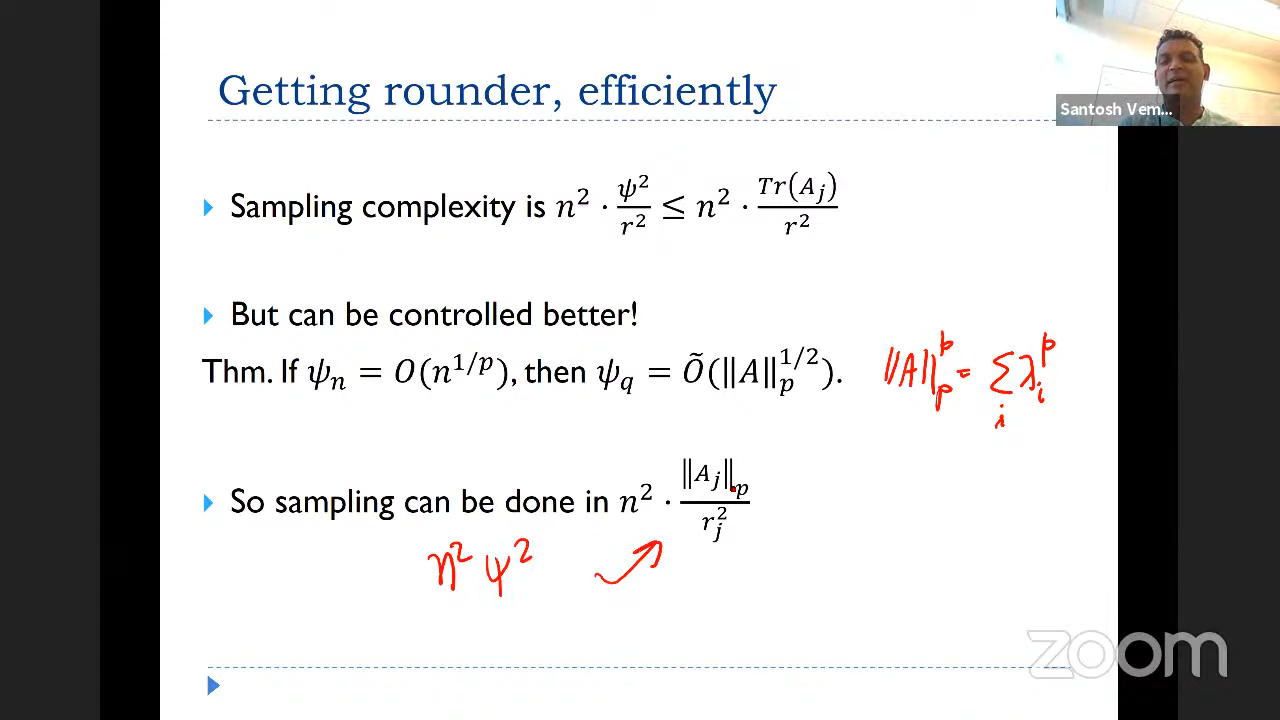 Getting rounder, efficiently
Santosh Vem...
Sampling complexity is n² · ψ²/r² ≤ n² · Tr(A_j)/r²
But can be controlled better!
Thm. If ψ_n = O(n^{1/p}), then ψ_q = Õ(‖A‖_p^{1/2}). ‖A‖_p^p = Σ_i λ_i^p
So sampling can be done in n² · ‖A_j‖_p / r_j²
n² ψ²
zoom